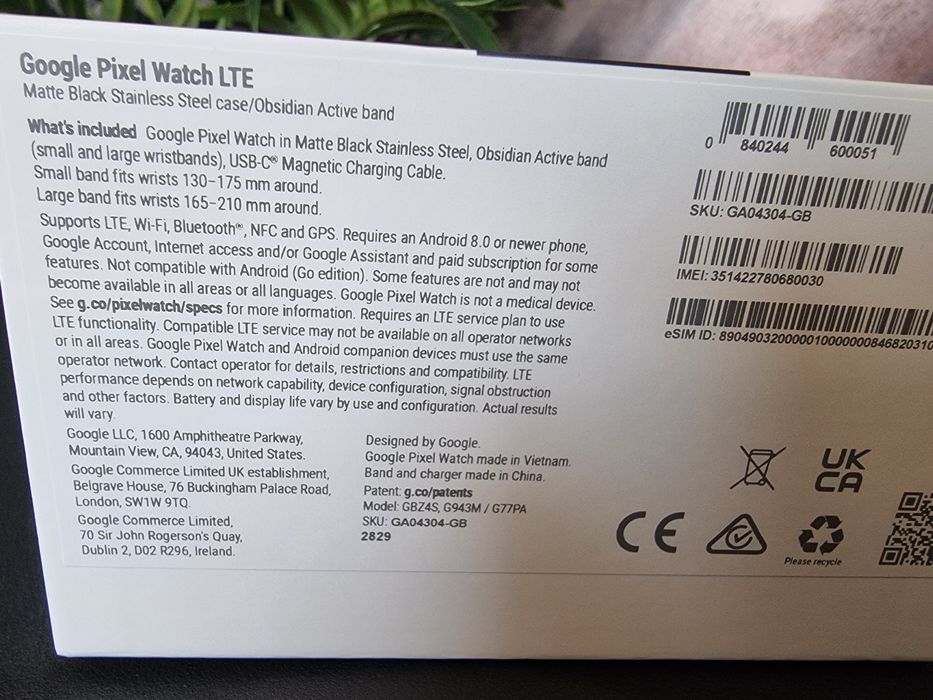 Google Pixel Watch LTE
Matte Black Stainless Steel case/Obsidian Active band
What's included Google Pixel Watch in Matte Black Stainless Steel, Obsidian Active band
(small and large wristbands), USB-C® Magnetic Charging Cable.
Small band fits wrists 130–175 mm around.
Large band fits wrists 165–210 mm around.
Supports LTE, Wi-Fi, Bluetooth®, NFC and GPS. Requires an Android 8.0 or newer phone,
Google Account, Internet access and/or Google Assistant and paid subscription for some
features. Not compatible with Android (Go edition). Some features are not and may not
become available in all areas or all languages. Google Pixel Watch is not a medical device.
See g.co/pixelwatch/specs for more information. Requires an LTE service plan to use
LTE functionality. Compatible LTE service may not be available on all operator networks
or in all areas. Google Pixel Watch and Android companion devices must use the same
operator network. Contact operator for details, restrictions and compatibility. LTE
performance depends on network capability, device configuration, signal obstruction
and other factors. Battery and display life vary by use and configuration. Actual results
will vary.
Google LLC, 1600 Amphitheatre Parkway,
Mountain View, CA, 94043, United States.
Google Commerce Limited UK establishment,
Belgrave House, 76 Buckingham Palace Road,
London, SW1W 9TQ.
Google Commerce Limited,
70 Sir John Rogerson's Quay,
Dublin 2, D02 R296, Ireland.
Designed by Google.
Google Pixel Watch made in Vietnam.
Band and charger made in China.
Patent: g.co/patents
Model: GBZ4S, G943M / G77PA
SKU: GA04304-GB
2829
0 840244 600051
SKU: GA04304-GB
IMEI: 351422780680030
eSIM ID: 890490320000010000000846820310
UK
CA
CE
Please recycle